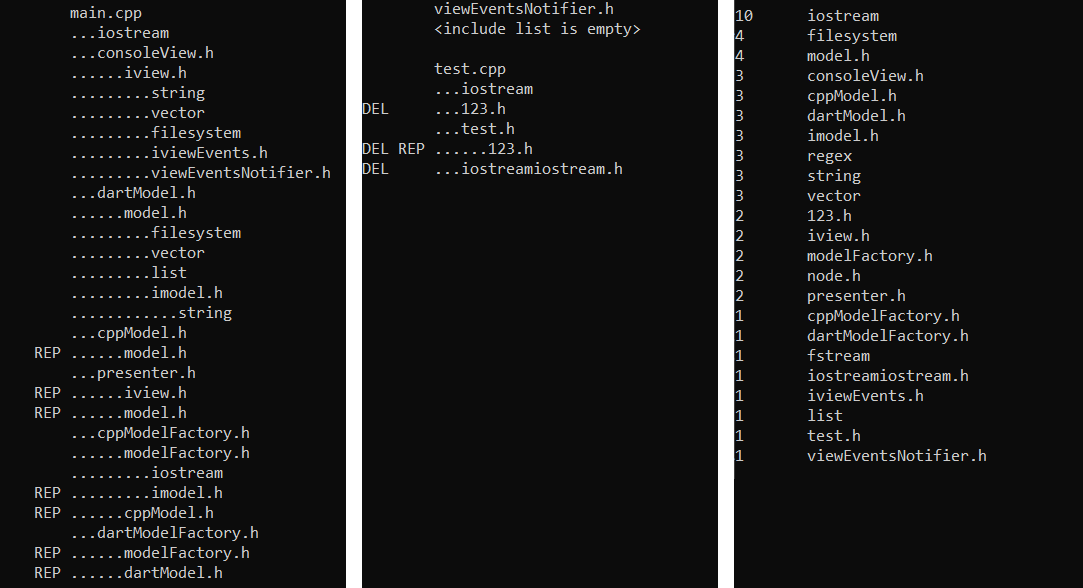 main.cpp
...iostream
...consoleView.h
......iview.h
.........string
.........vector
.........filesystem
.........iviewEvents.h
.........viewEventsNotifier.h
...dartModel.h
......model.h
.........filesystem
.........vector
.........list
.........imodel.h
............string
...cppModel.h
REP ......model.h
...presenter.h
REP ......iview.h
REP ......model.h
...cppModelFactory.h
......modelFactory.h
.........iostream
REP .........imodel.h
REP ......cppModel.h
...dartModelFactory.h
REP ......modelFactory.h
REP ......dartModel.h
viewEventsNotifier.h
<include list is empty>
test.cpp
...iostream
DEL ...123.h
...test.h
DEL REP ......123.h
DEL ...iostreamiostream.h
10 iostream
4 filesystem
4 model.h
3 consoleView.h
3 cppModel.h
3 dartModel.h
3 imodel.h
3 regex
3 string
3 vector
2 123.h
2 iview.h
2 modelFactory.h
2 node.h
2 presenter.h
1 cppModelFactory.h
1 dartModelFactory.h
1 fstream
1 iostreamiostream.h
1 iviewEvents.h
1 list
1 test.h
1 viewEventsNotifier.h